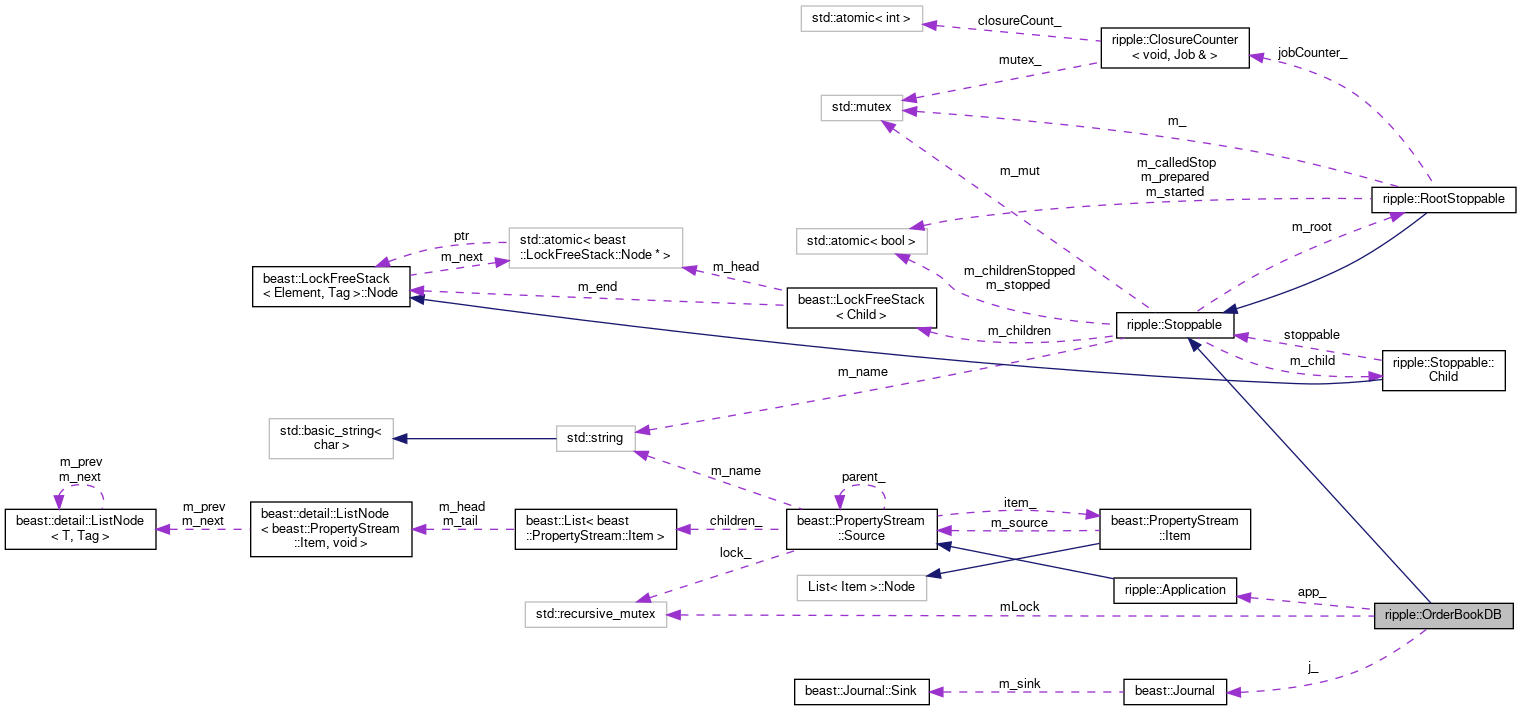 std::atomic< int >
closureCount_
ripple::ClosureCounter
< void, Job & >
jobCounter_
mutex_
std::mutex
m_
m_mut
m_calledStop
m_prepared
m_started
ripple::RootStoppable
std::atomic< bool >
m_root
ptr
std::atomic< beast
::LockFreeStack::Node * >
m_next
beast::LockFreeStack
< Element, Tag >::Node
m_head
m_end
m_childrenStopped
m_stopped
beast::LockFreeStack
< Child >
m_children
ripple::Stoppable
stoppable
m_child
ripple::Stoppable::
Child
m_name
std::basic_string<
char >
std::string
m_name
m_prev
m_next
beast::detail::ListNode
< T, Tag >
m_prev
m_next
beast::detail::ListNode
< beast::PropertyStream
::Item, void >
m_head
m_tail
beast::List< beast
::PropertyStream::Item >
children_
parent_
beast::PropertyStream
::Source
item_
m_source
beast::PropertyStream
::Item
lock_
List< Item >::Node
ripple::Application
app_
std::recursive_mutex
mLock
ripple::OrderBookDB
j_
beast::Journal::Sink
m_sink
beast::Journal